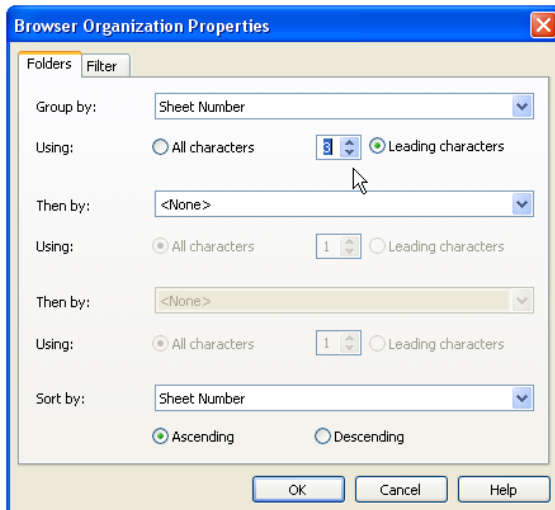 Browser Organization Properties
Folders Filter
Group by: Sheet Number
Using: All characters 3 Leading characters
Then by: <None>
Using: All characters 1 Leading characters
Then by: <None>
Using: All characters 1 Leading characters
Sort by: Sheet Number
Ascending Descending
OK Cancel Help